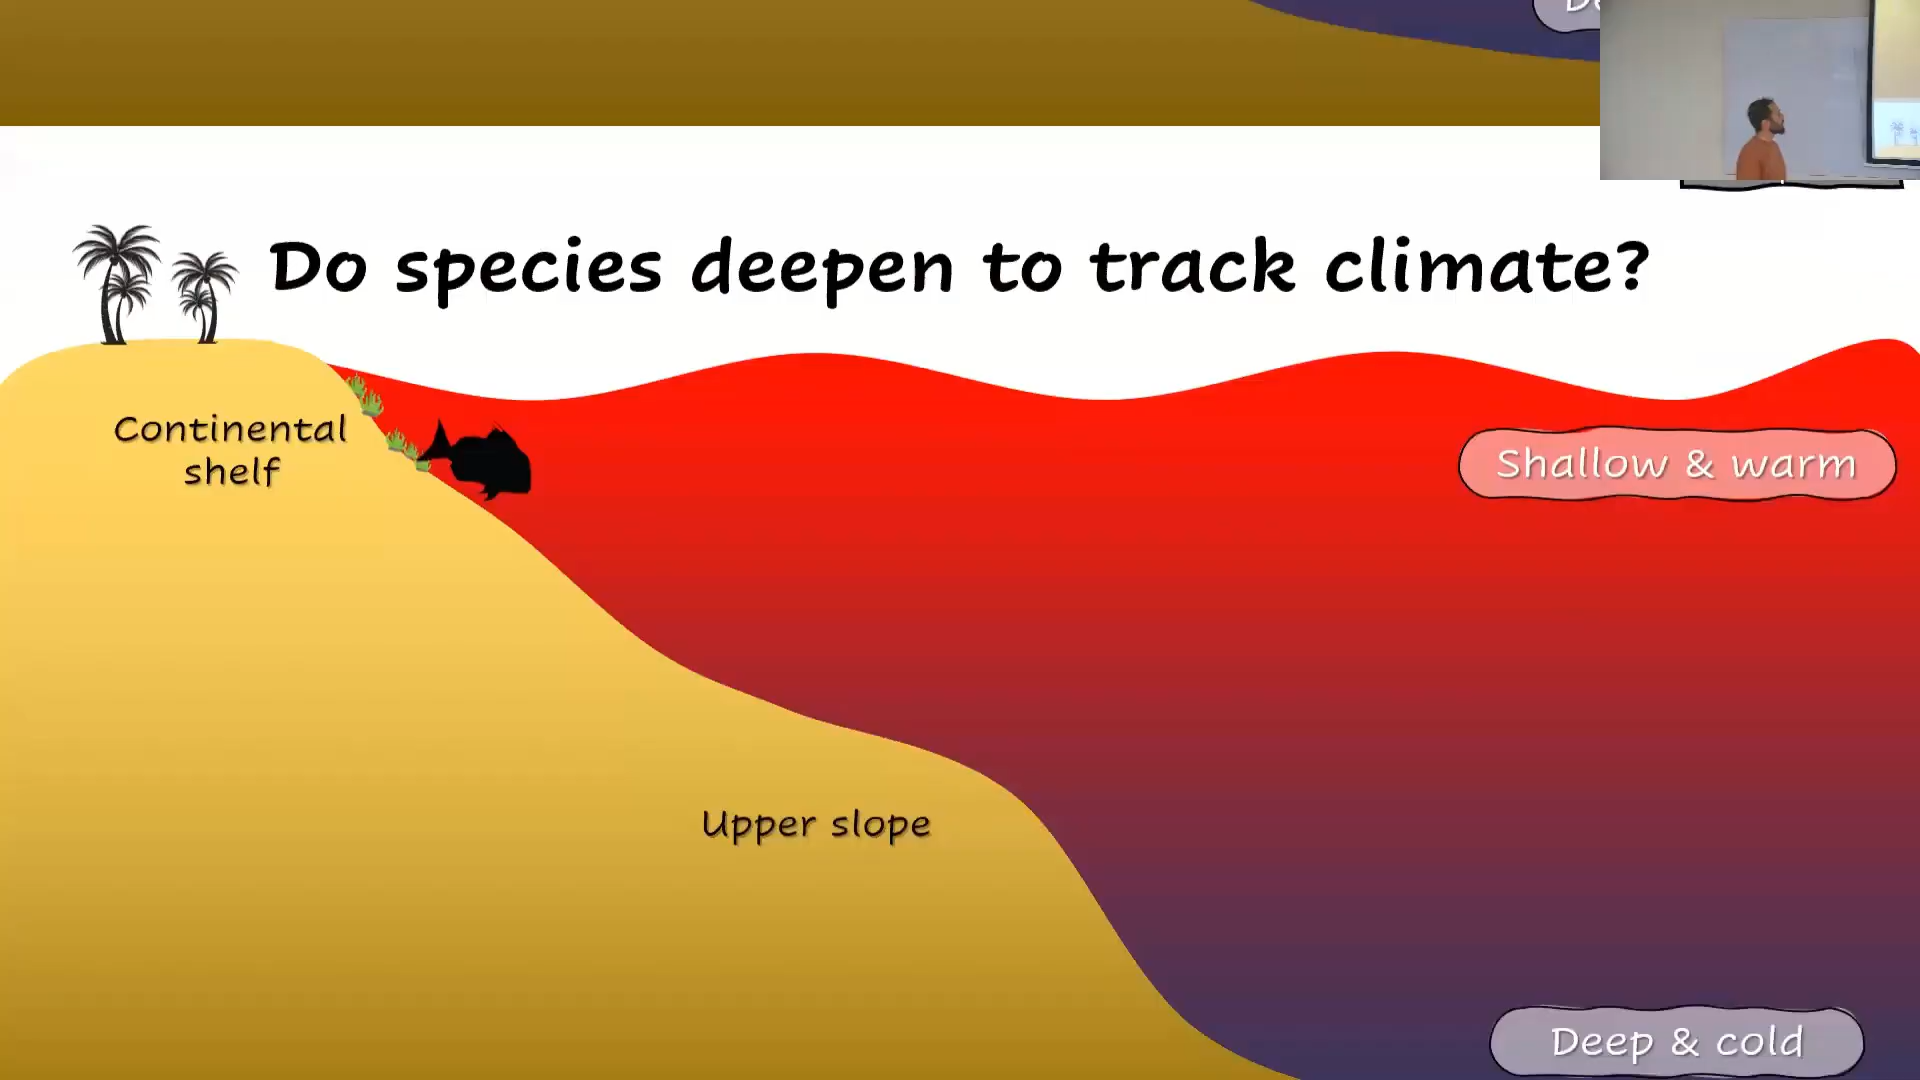 Do species deepen to track climate?
Continental
shelf
Shallow & warm
Upper slope
Deep & cold